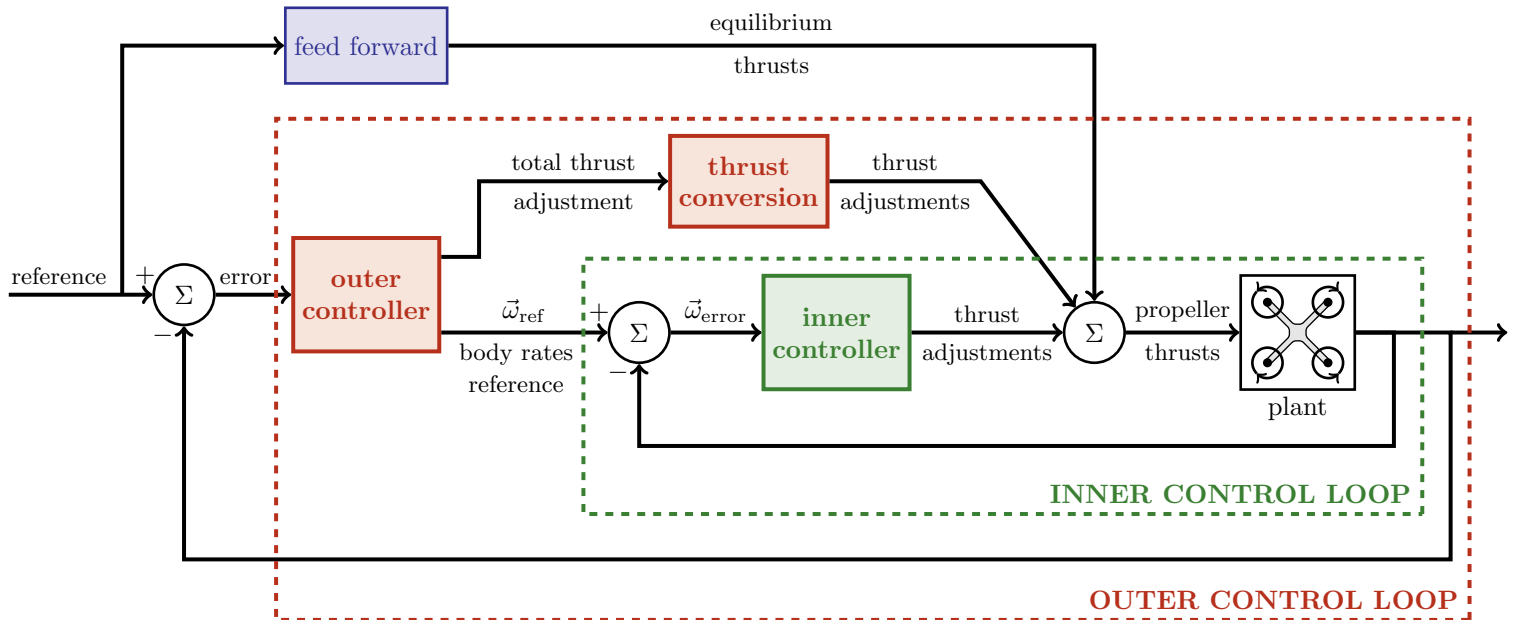 feed forward
equilibrium
thrusts
total thrust
adjustment
thrust
conversion
thrust
adjustments
reference
+
−
Σ
error
outer
controller
ω⃗ref
body rates
reference
+
−
Σ
ω⃗error
inner
controller
thrust
adjustments
Σ
propeller
thrusts
plant
INNER CONTROL LOOP
OUTER CONTROL LOOP